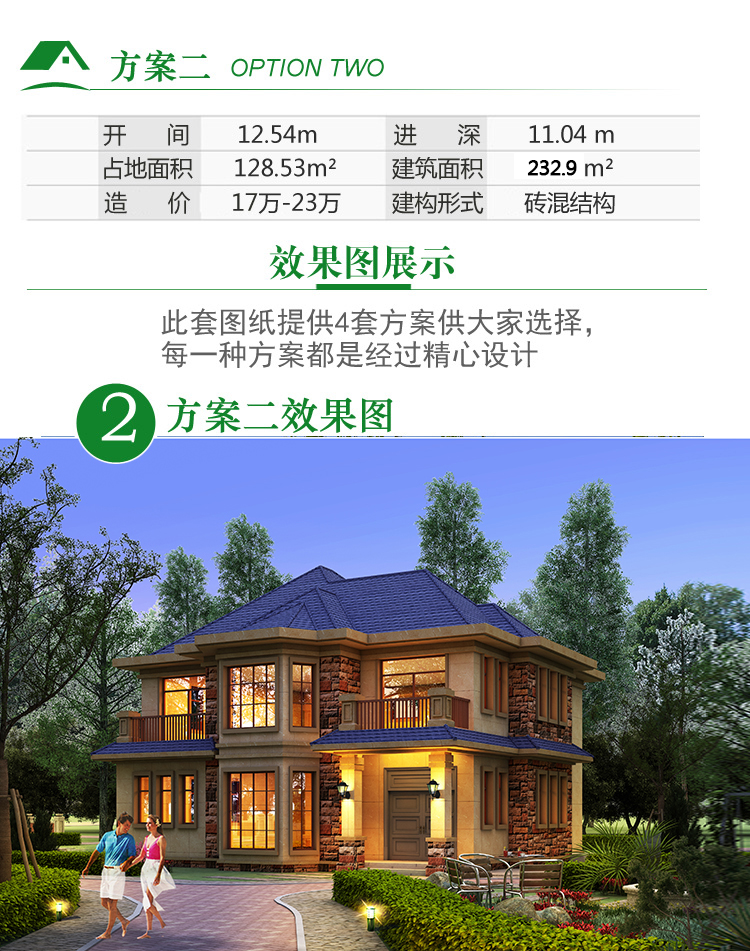 方案二 OPTION TWO
开 间 12.54m 进 深 11.04 m
占地面积 128.53m² 建筑面积 232.9 m²
造 价 17万-23万 建构形式 砖混结构
效果图展示
此套图纸提供4套方案供大家选择，
每一种方案都是经过精心设计
2 方案二效果图